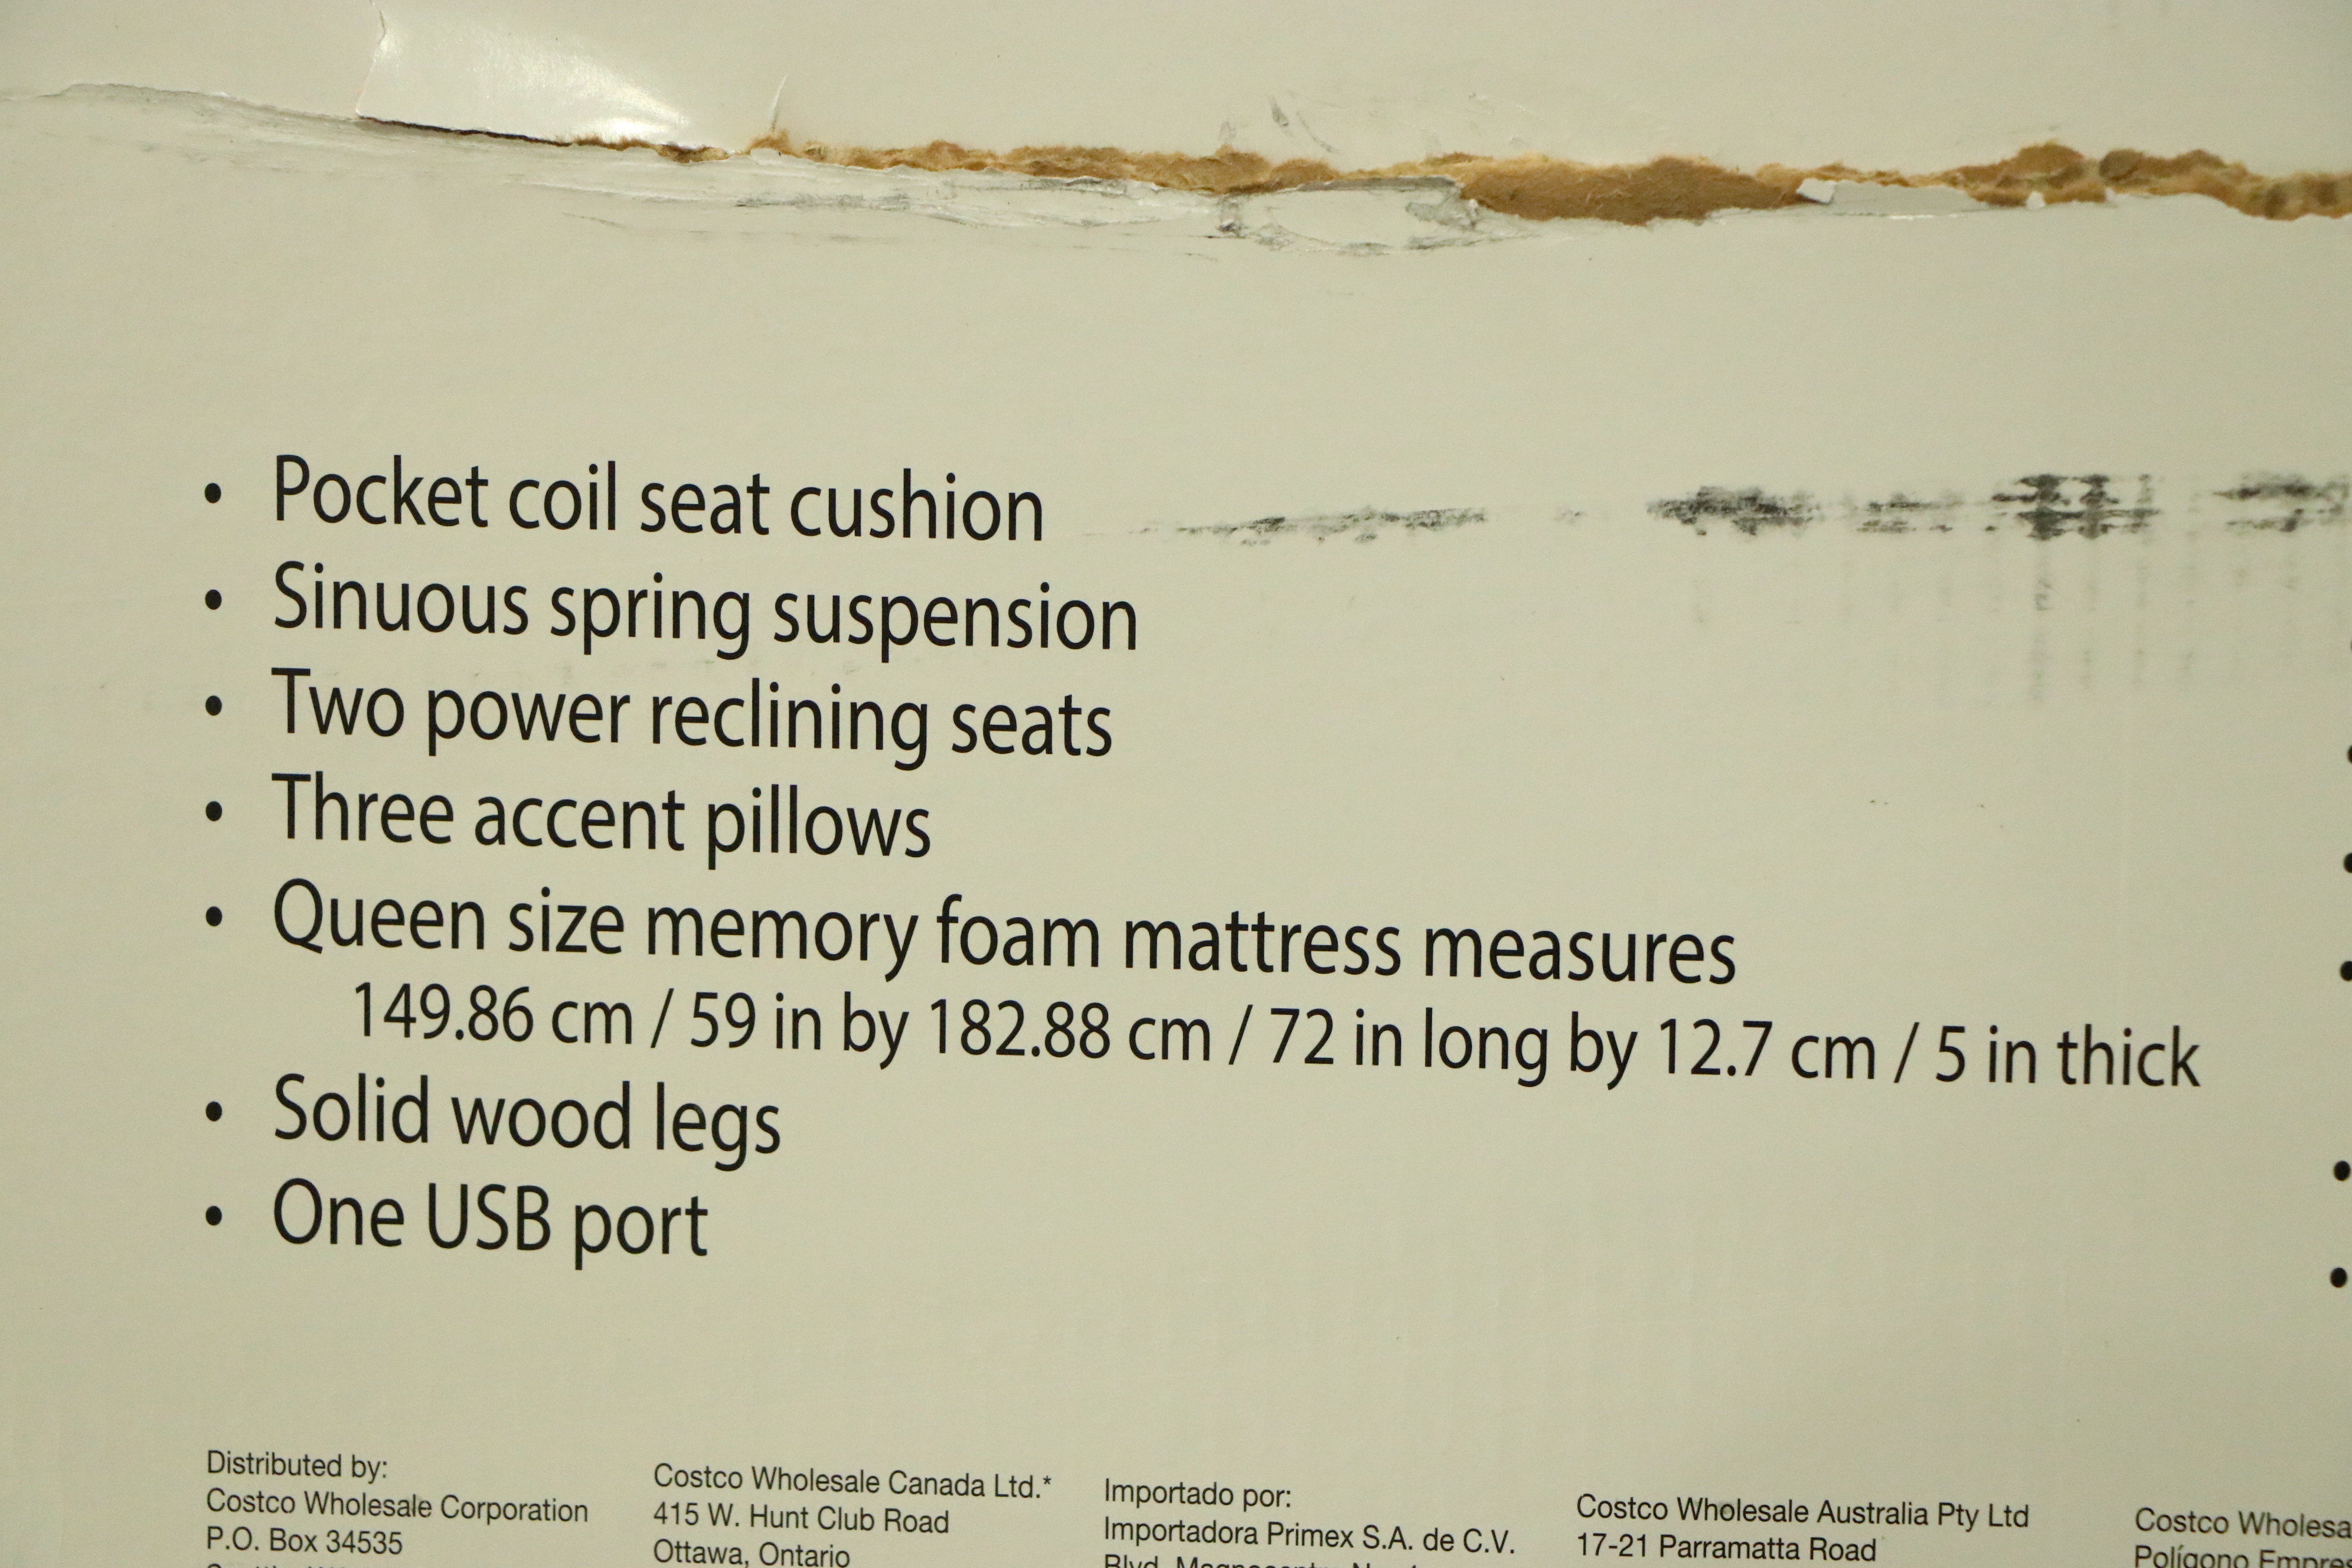 • Pocket coil seat cushion
• Sinuous spring suspension
• Two power reclining seats
• Three accent pillows
• Queen size memory foam mattress measures
149.86 cm / 59 in by 182.88 cm / 72 in long by 12.7 cm / 5 in thick
• Solid wood legs
• One USB port
Distributed by:
Costco Wholesale Corporation
P.O. Box 34535
Costco Wholesale Canada Ltd.*
415 W. Hunt Club Road
Ottawa, Ontario
Importado por:
Importadora Primex S.A. de C.V.
Costco Wholesale Australia Pty Ltd
17-21 Parramatta Road
Costco
Polígono